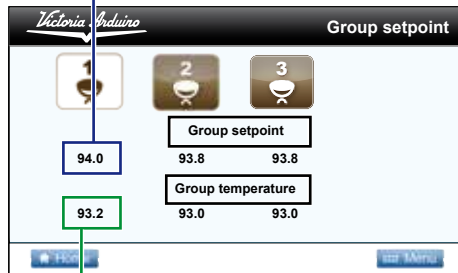 Victoria Arduino
Group setpoint
1 2 3
Group setpoint
94.0 93.8 93.8
Group temperature
93.2 93.0 93.0
Home Menu